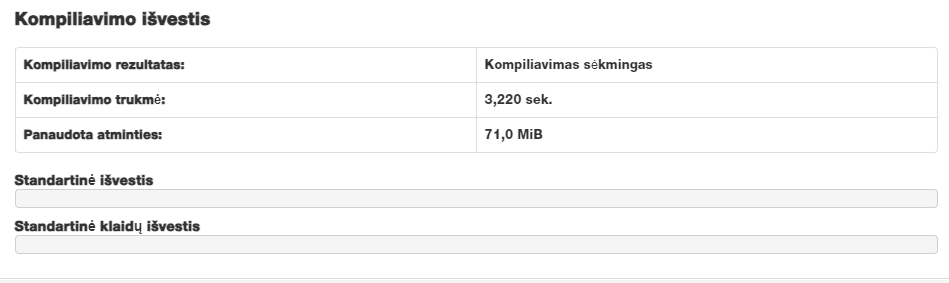 Kompiliavimo išvestis
Kompiliavimo rezultatas: Kompiliavimas sėkmingas
Kompiliavimo trukmė: 3,220 sek.
Panaudota atminties: 71,0 MiB
Standartinė išvestis
Standartinė klaidų išvestis